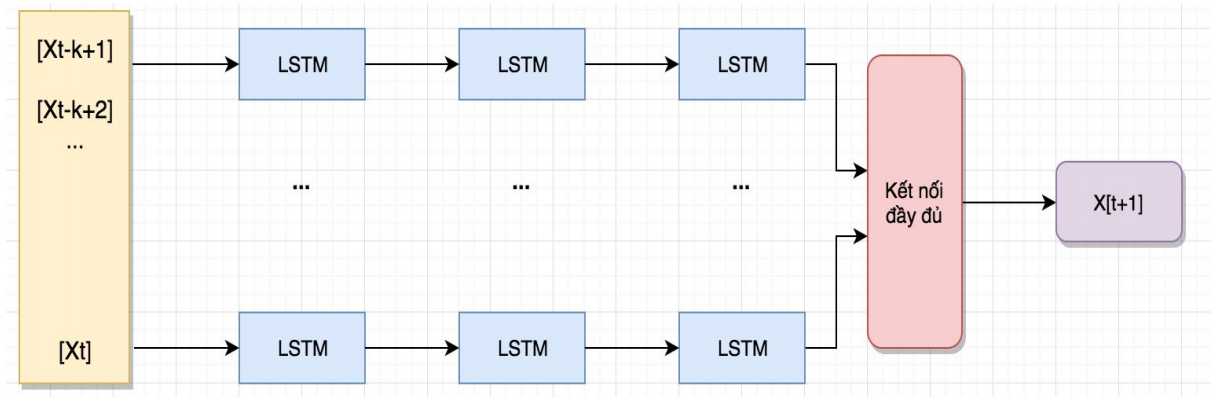 [Xt-k+1]
LSTM
LSTM
LSTM
[Xt-k+2]
...
...
...
...
Kết nối
đầy đủ
X[t+1]
[Xt]
LSTM
LSTM
LSTM